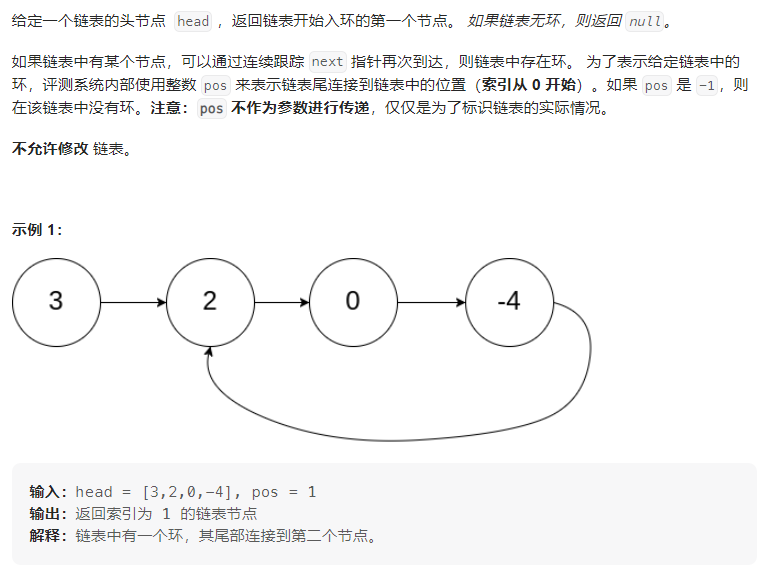 给定一个链表的头节点 head ，返回链表开始入环的第一个节点。 如果链表无环，则返回 null。
如果链表中有某个节点，可以通过连续跟踪 next 指针再次到达，则链表中存在环。 为了表示给定链表中的
环，评测系统内部使用整数 pos 来表示链表尾连接到链表中的位置（索引从 0 开始）。如果 pos 是 -1，则
在该链表中没有环。注意：pos 不作为参数进行传递，仅仅是为了标识链表的实际情况。
不允许修改 链表。
示例 1：
3 2 0 -4
输入：head = [3,2,0,-4], pos = 1
输出：返回索引为 1 的链表节点
解释：链表中有一个环，其尾部连接到第二个节点。